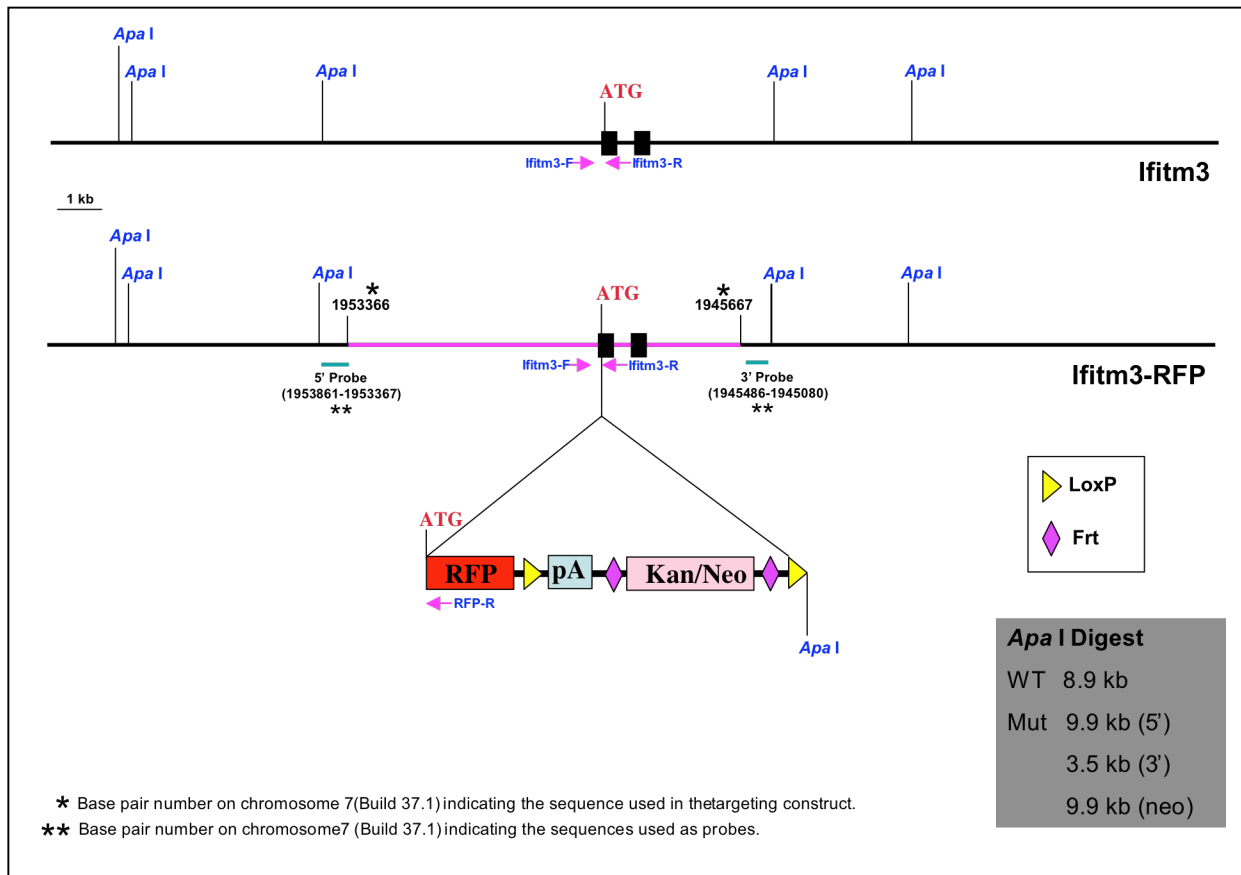 Apa I
Apa I
Apa I
Apa I
Apa I
ATG
Ifitm3-F
Ifitm3-R
Ifitm3
1 kb
Apa I
Apa I
Apa I
*
1953366
ATG
*
1945667
Apa I
Apa I
Ifitm3-F
Ifitm3-R
5' Probe
(1953861-1953367)
**
3' Probe
(1945486-1945080)
**
Ifitm3-RFP
LoxP
Frt
ATG
RFP
pA
Kan/Neo
RFP-R
Apa I
Apa I Digest
WT 8.9 kb
Mut 9.9 kb (5')
3.5 kb (3')
9.9 kb (neo)
* Base pair number on chromosome 7(Build 37.1) indicating the sequence used in thetargeting construct.
** Base pair number on chromosome7 (Build 37.1) indicating the sequences used as probes.